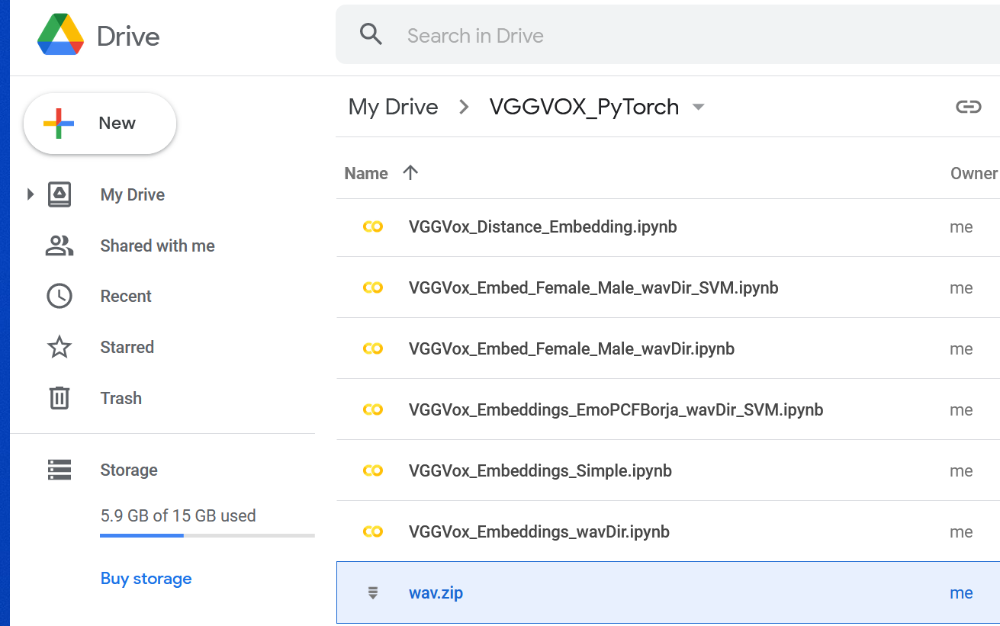 Drive
Search in Drive
New
My Drive
Shared with me
Recent
Starred
Trash
Storage
5.9 GB of 15 GB used
Buy storage
My Drive > VGGVOX_PyTorch
Name Owner
VGGVox_Distance_Embedding.ipynb me
VGGVox_Embed_Female_Male_wavDir_SVM.ipynb me
VGGVox_Embed_Female_Male_wavDir.ipynb me
VGGVox_Embeddings_EmoPCFBorja_wavDir_SVM.ipynb me
VGGVox_Embeddings_Simple.ipynb me
VGGVox_Embeddings_wavDir.ipynb me
wav.zip me